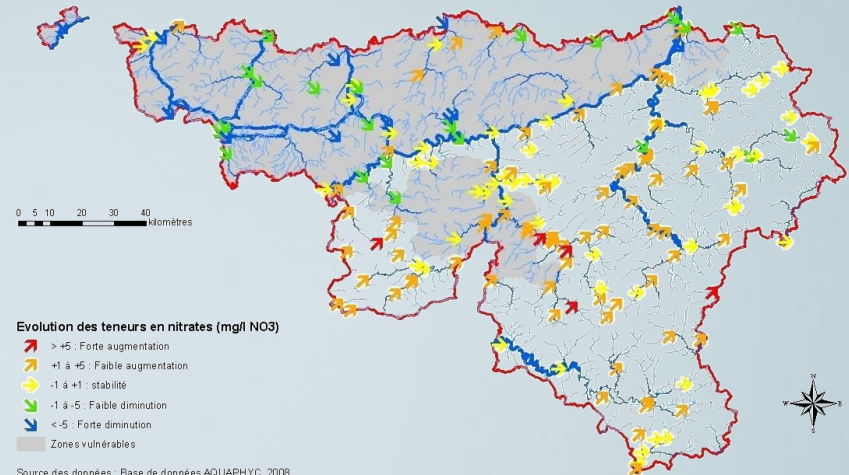 N
E
S
0 5 10 20 30 40
kilomètres
Evolution des teneurs en nitrates (mg/l NO3)
> +5 : Forte augmentation
+1 à +5 : Faible augmentation
-1 à +1 : stabilité
-1 à -5 : Faible diminution
< -5 : Forte diminution
Zones vulnérables
Source des données : Base de données AQUAPHYC, 2008